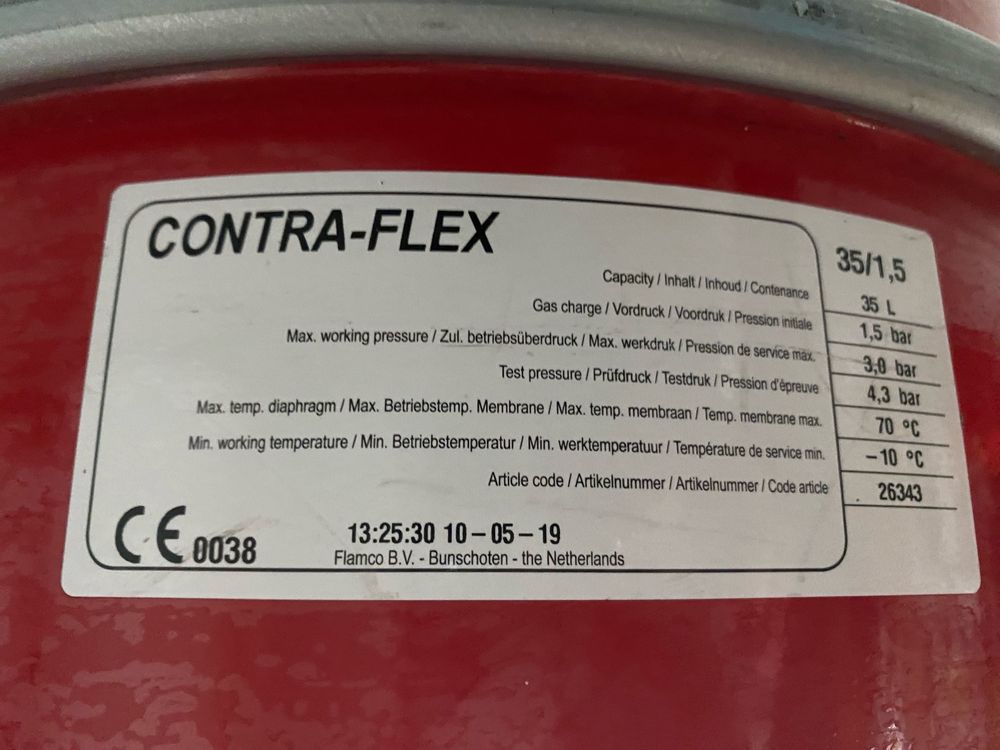 CONTRA-FLEX 35/1,5
Capacity / Inhalt / Inhoud / Contenance 35 L
Gas charge / Vordruck / Voordruk / Pression initiale 1,5 bar
Max. working pressure / Zul. betriebsüberdruck / Max. werkdruk / Pression de service max. 3,0 bar
Test pressure / Prüfdruck / Testdruk / Pression d'épreuve 4,3 bar
Max. temp. diaphragm / Max. Betriebstemp. Membrane / Max. temp. membraan / Temp. membrane max. 70 °C
Min. working temperature / Min. Betriebstemperatur / Min. werktemperatuur / Température de service min. –10 °C
Article code / Artikelnummer / Artikelnummer / Code article 26343
CE 0038 13:25:30 10–05–19
Flamco B.V. - Bunschoten - the Netherlands